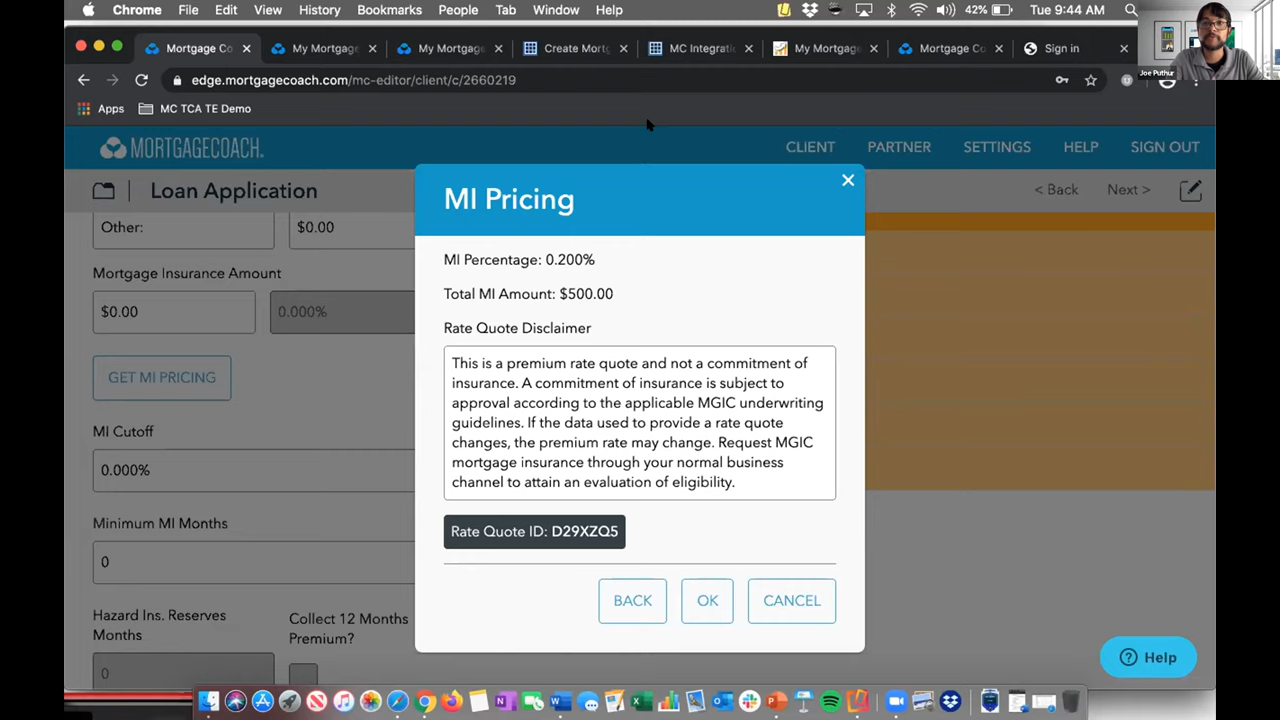 Chrome File Edit View History Bookmarks People Tab Window Help 42% Tue 9:44 AM
Mortgage Co My Mortgage My Mortgage Create Mort MC Integrati My Mortgag Mortgage Co Sign in
Joe Puthur
edge.mortgagecoach.com/mc-editor/client/c/2660219
Apps MC TCA TE Demo
MORTGAGECOACH. CLIENT PARTNER SETTINGS HELP SIGN OUT
Loan Application < Back Next >
MI Pricing
Other: $0.00
MI Percentage: 0.200%
Mortgage Insurance Amount
Total MI Amount: $500.00
$0.00 0.000%
Rate Quote Disclaimer
This is a premium rate quote and not a commitment of
insurance. A commitment of insurance is subject to
approval according to the applicable MGIC underwriting
guidelines. If the data used to provide a rate quote
changes, the premium rate may change. Request MGIC
mortgage insurance through your normal business
channel to attain an evaluation of eligibility.
GET MI PRICING
MI Cutoff
0.000%
Minimum MI Months
Rate Quote ID: D29XZQ5
0
BACK OK CANCEL
Hazard Ins. Reserves
Months
Collect 12 Months
Premium?
0
Help